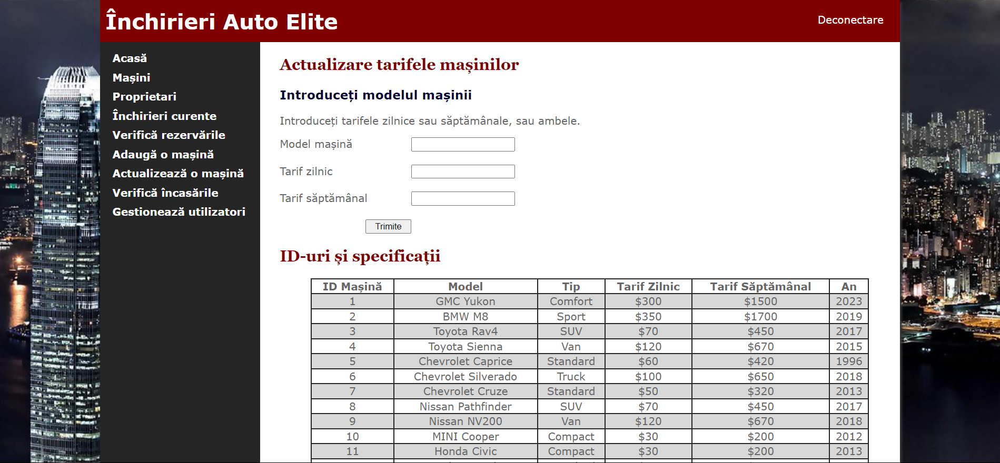 Închirieri Auto Elite
Deconectare
Acasă
Mașini
Proprietari
Închirieri curente
Verifică rezervările
Adaugă o mașină
Actualizează o mașină
Verifică încasările
Gestionează utilizatori
Actualizare tarifele mașinilor
Introduceți modelul mașinii
Introduceți tarifele zilnice sau săptămânale, sau ambele.
Model mașină
Tarif zilnic
Tarif săptămânal
Trimite
ID-uri și specificații
ID Mașină Model Tip Tarif Zilnic Tarif Săptămânal An
1 GMC Yukon Comfort $300 $1500 2023
2 BMW M8 Sport $350 $1700 2019
3 Toyota Rav4 SUV $70 $450 2017
4 Toyota Sienna Van $120 $670 2015
5 Chevrolet Caprice Standard $60 $420 1996
6 Chevrolet Silverado Truck $100 $650 2018
7 Chevrolet Cruze Standard $50 $320 2013
8 Nissan Pathfinder SUV $70 $450 2017
9 Nissan NV200 Van $120 $670 2018
10 MINI Cooper Compact $30 $200 2012
11 Honda Civic Compact $30 $200 2013